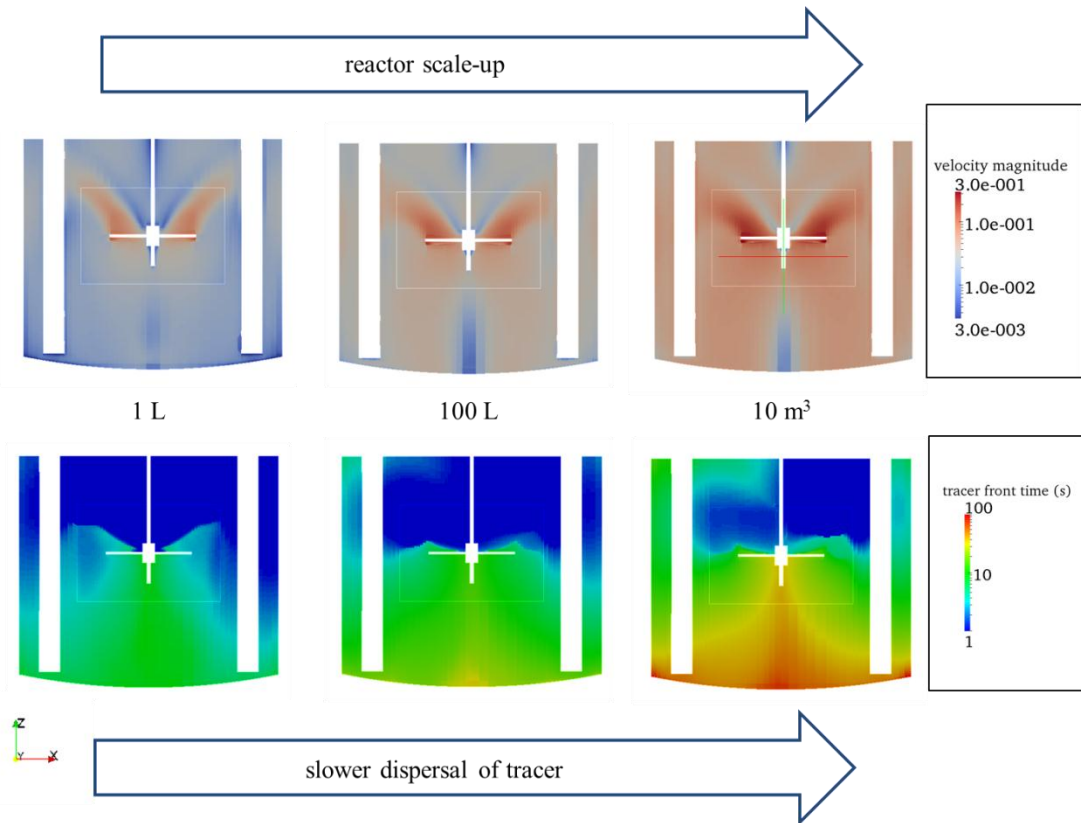 reactor scale-up
velocity magnitude
3.0e-001
1.0e-001
1.0e-002
3.0e-003
1 L
100 L
10 m³
tracer front time (s)
100
10
1
Z
Y
X
slower dispersal of tracer